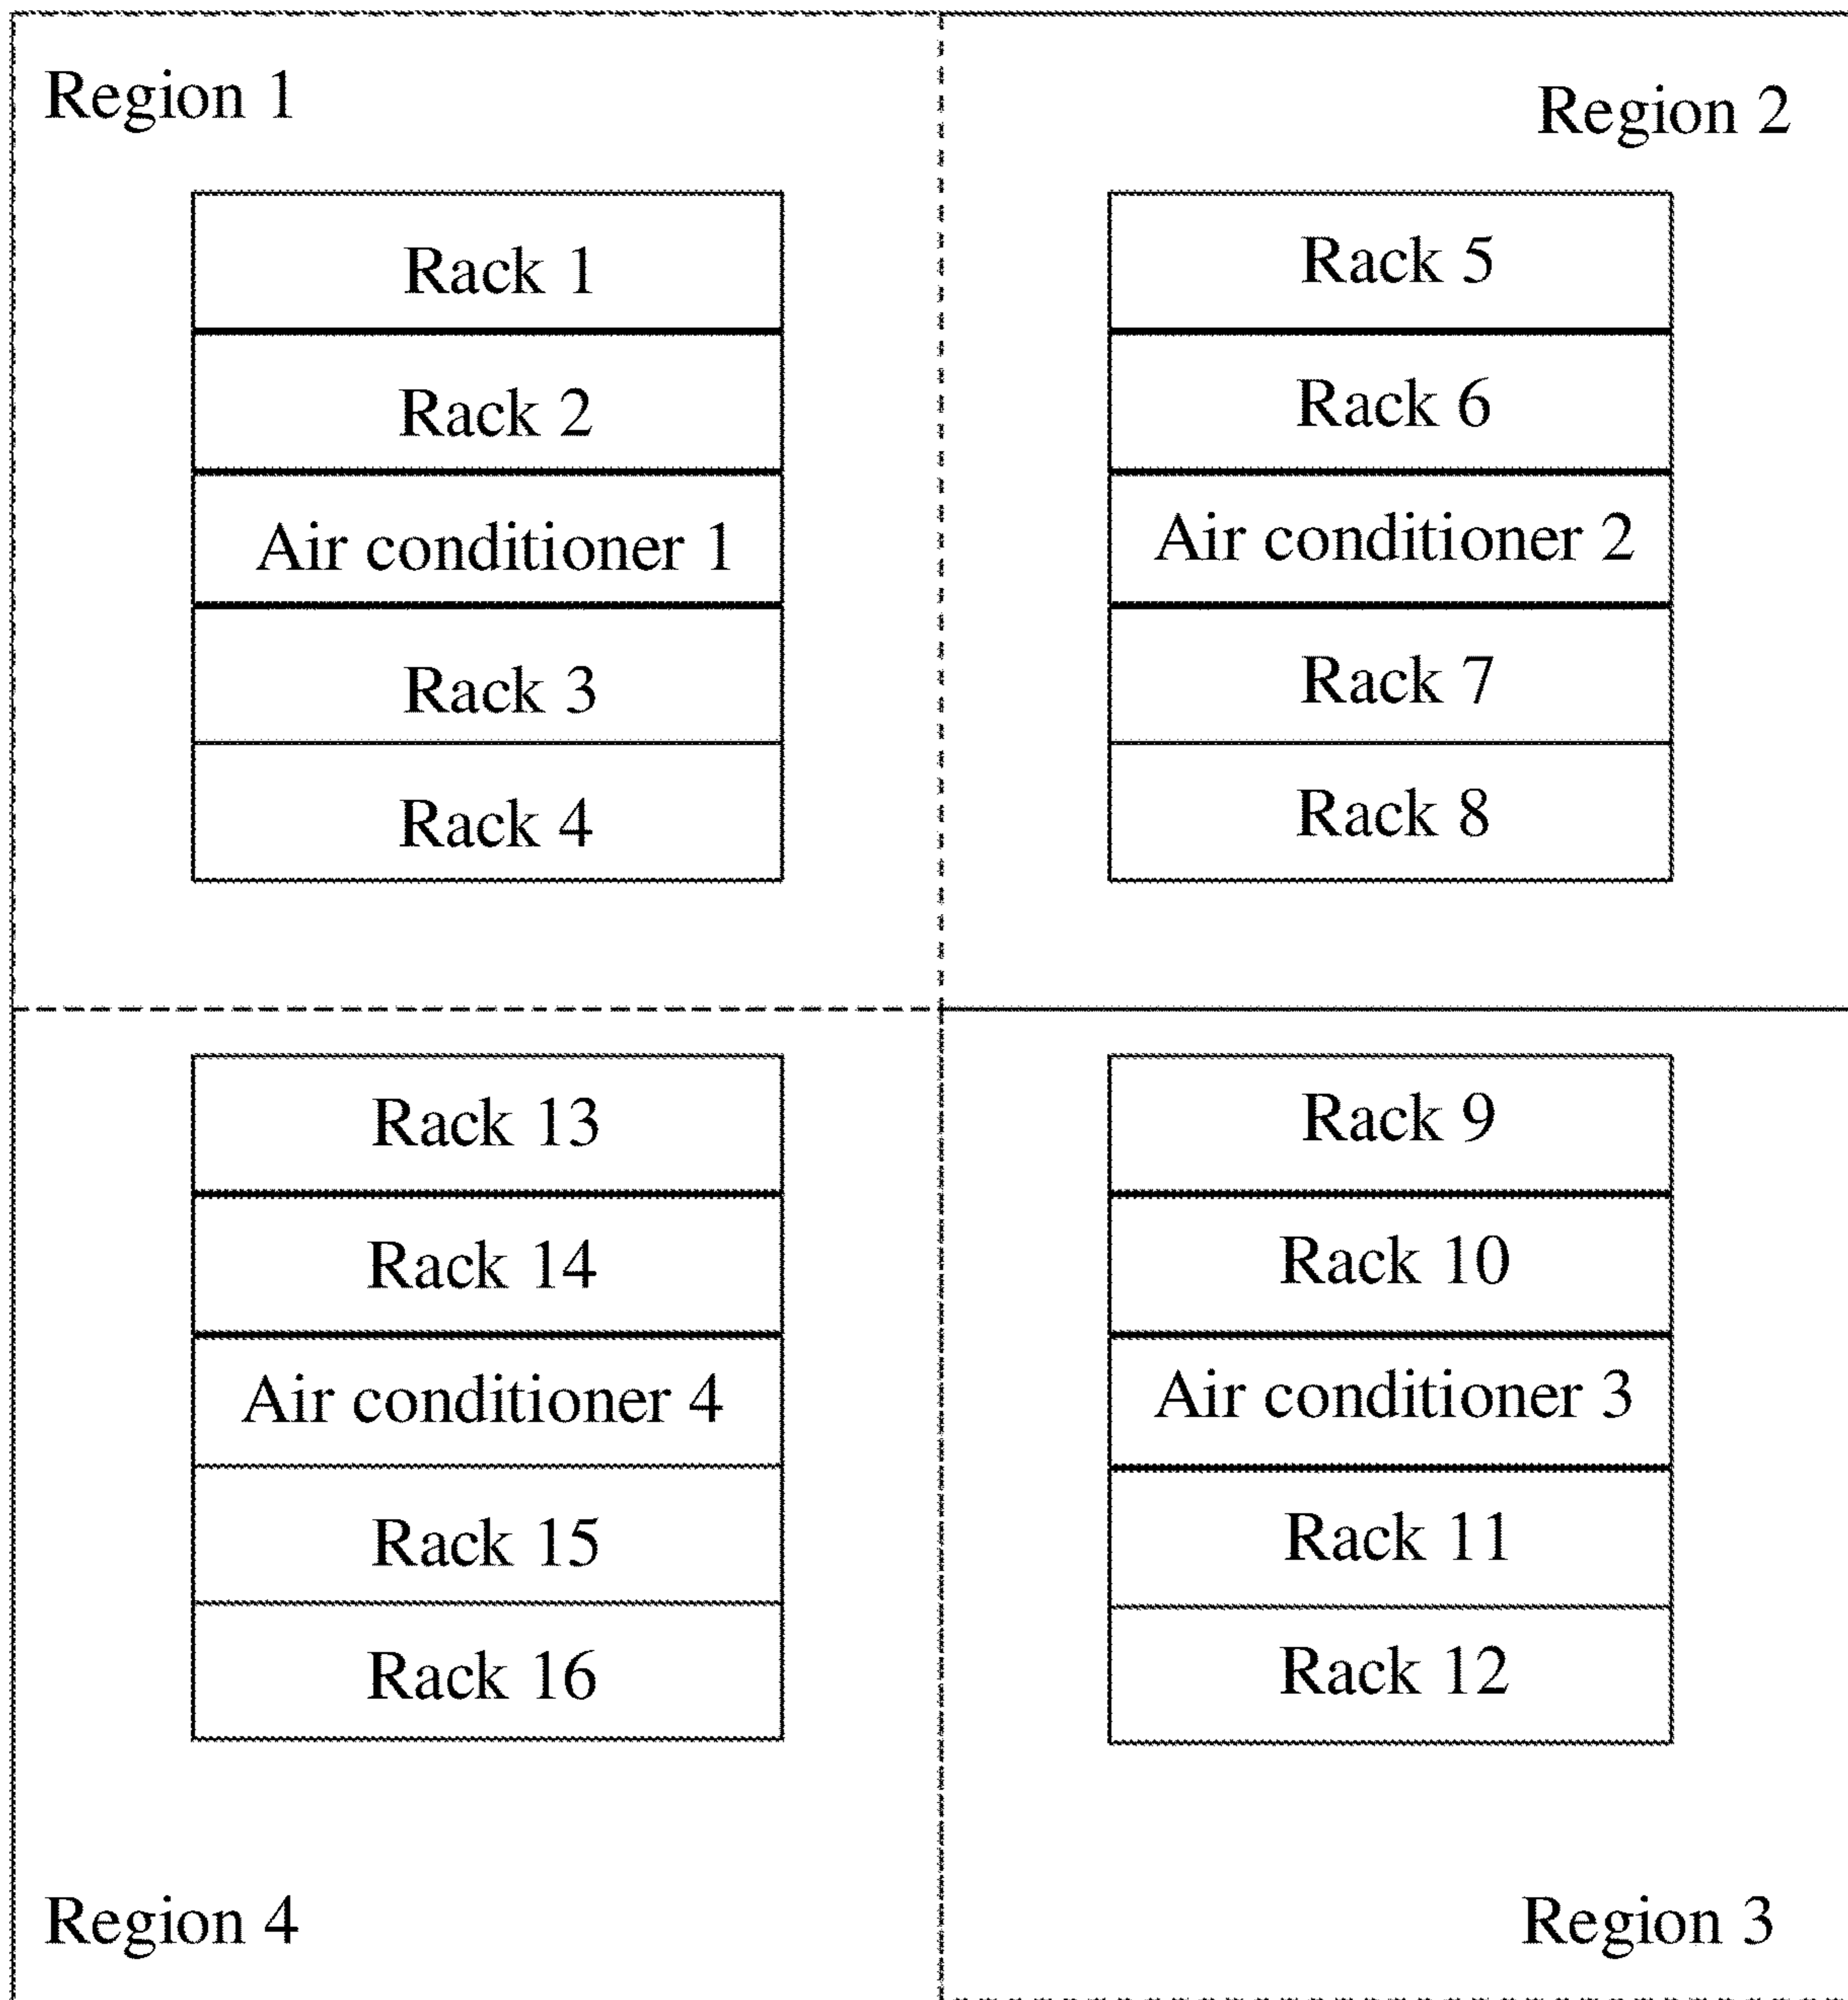 Region 1
Rack 1
Rack 2
Air conditioner 1
Rack 3
Rack 4
Region 2
Rack 5
Rack 6
Air conditioner 2
Rack 7
Rack 8
Rack 13
Rack 14
Air conditioner 4
Rack 15
Rack 16
Region 4
Rack 9
Rack 10
Air conditioner 3
Rack 11
Rack 12
Region 3